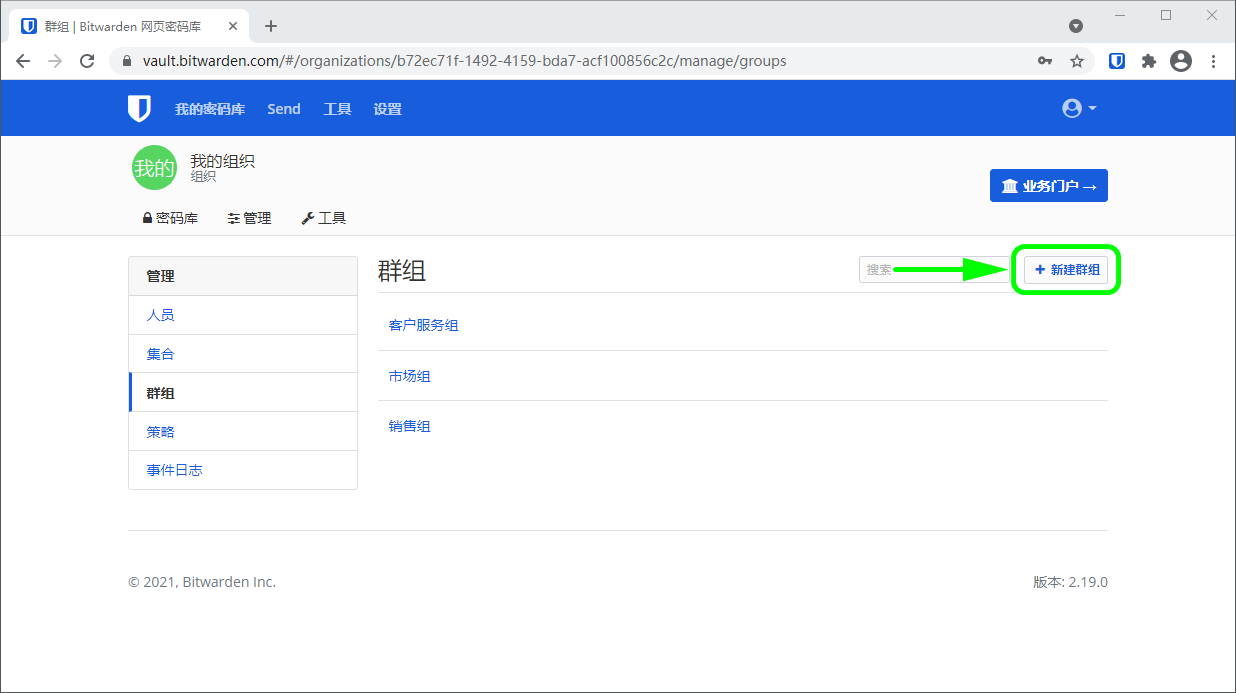 群组 | Bitwarden 网页密码库
vault.bitwarden.com/#/organizations/b72ec71f-1492-4159-bda7-acf100856c2c/manage/groups
我的密码库 Send 工具 设置
我的 我的组织
组织
业务门户 →
密码库 管理 工具
管理
人员
集合
群组
策略
事件日志
群组
搜索
+ 新建群组
客户服务组
市场组
销售组
© 2021, Bitwarden Inc.
版本: 2.19.0